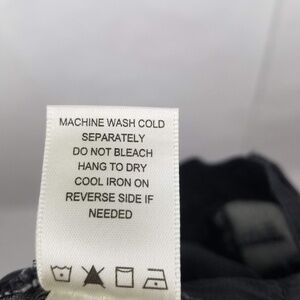 MACHINE WASH COLD
SEPARATELY
DO NOT BLEACH
HANG TO DRY
COOL IRON ON
REVERSE SIDE IF
NEEDED